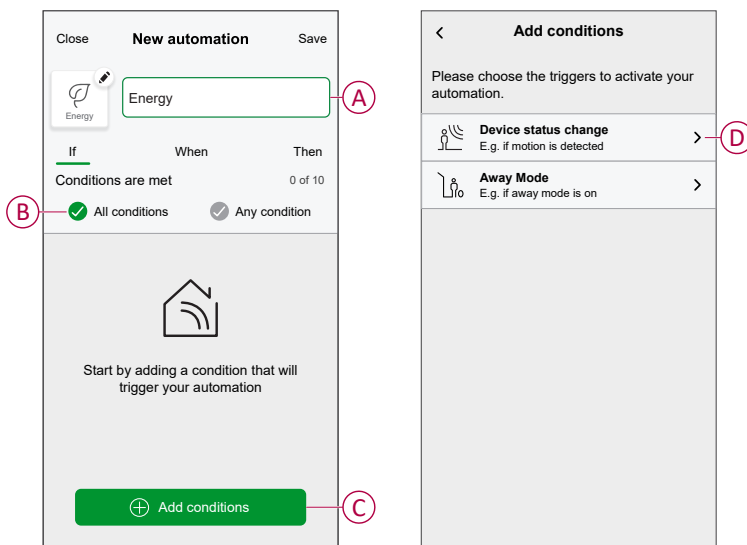 Close New automation Save
Energy
Energy
A
If When Then
Conditions are met 0 of 10
B
All conditions Any condition
Start by adding a condition that will
trigger your automation
Add conditions
C
Add conditions
Please choose the triggers to activate your
automation.
Device status change
E.g. if motion is detected
D
Away Mode
E.g. if away mode is on